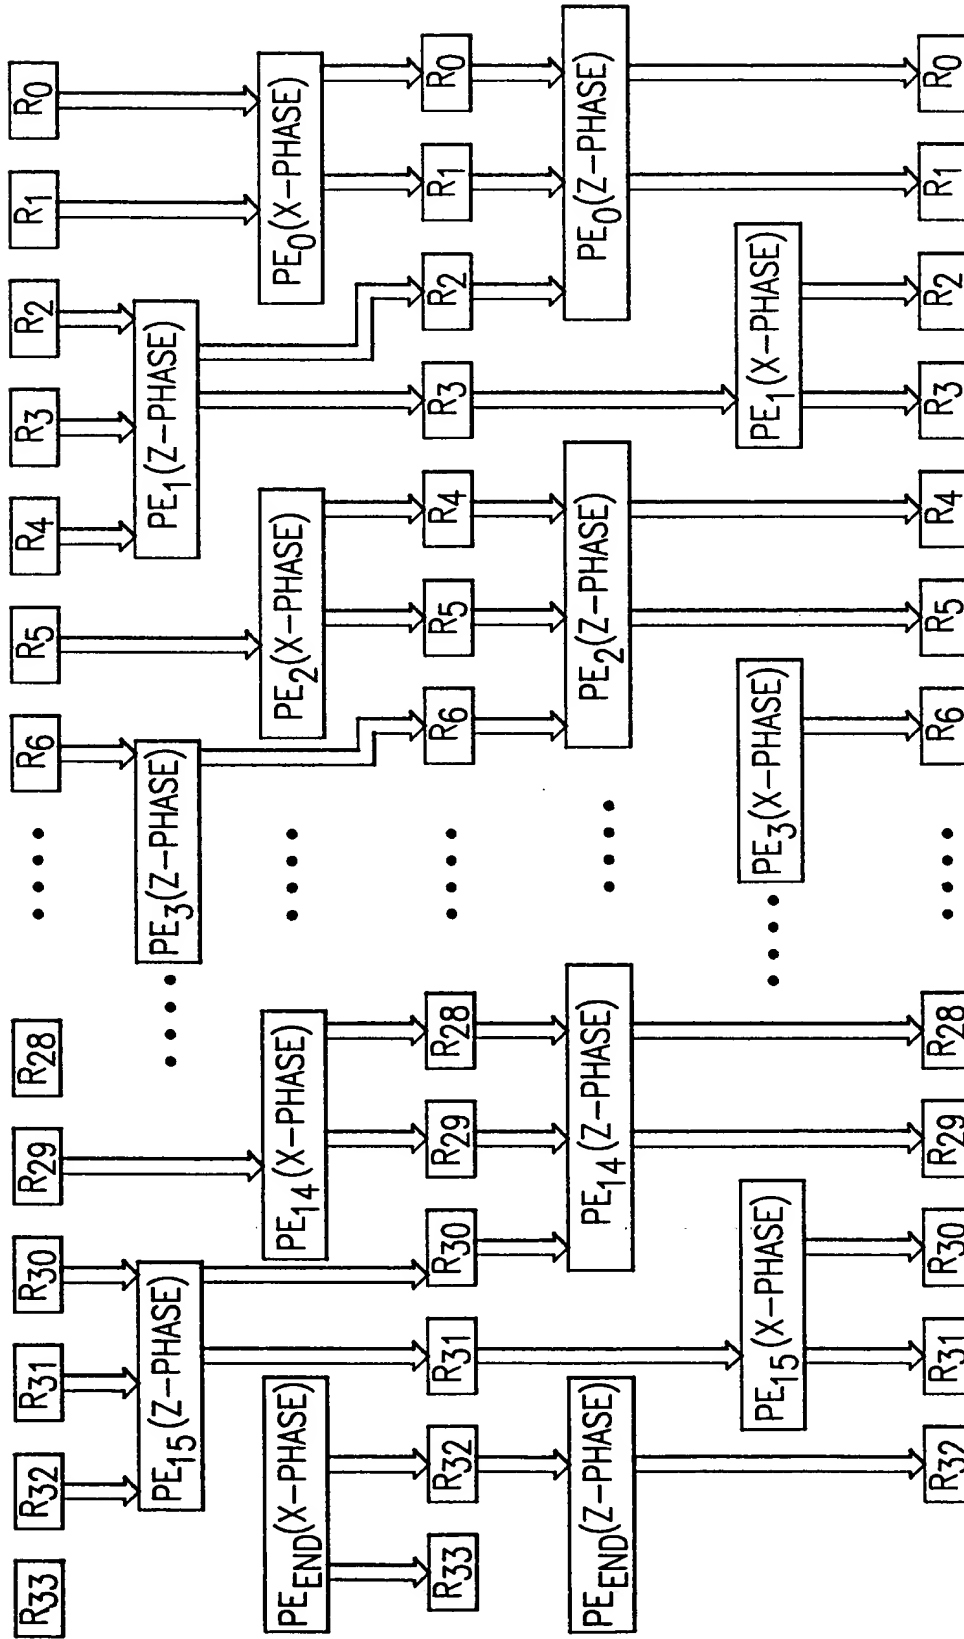 R33 R32 R31 R30 R29 R28 R6 R5 R4 R3 R2 R1 R0
PE15(Z-PHASE) PE3(Z-PHASE) PE1(Z-PHASE)
PEEND(X-PHASE) PE14(X-PHASE) PE2(X-PHASE) PE0(X-PHASE)
R33 R32 R31 R30 R29 R28 R6 R5 R4 R3 R2 R1 R0
PEEND(Z-PHASE) PE14(Z-PHASE) PE2(Z-PHASE) PE0(Z-PHASE)
PE15(X-PHASE) PE3(X-PHASE) PE1(X-PHASE)
R32 R31 R30 R29 R28 R6 R5 R4 R3 R2 R1 R0